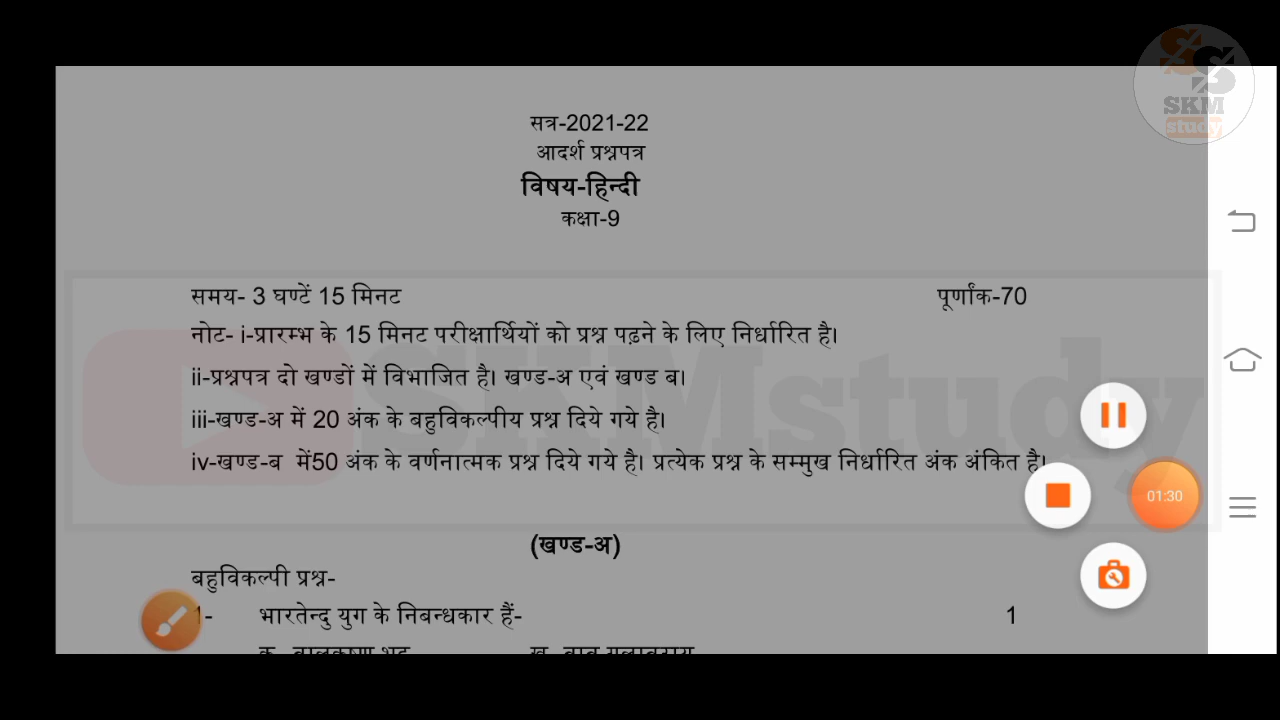 SKM
study
सत्र-2021-22
आदर्श प्रश्नपत्र
विषय-हिन्दी
कक्षा-9
समय- 3 घण्टें 15 मिनट पूर्णांक-70
नोट- i-प्रारम्भ के 15 मिनट परीक्षार्थियों को प्रश्न पढ़ने के लिए निर्धारित है।
ii-प्रश्नपत्र दो खण्डों में विभाजित है। खण्ड-अ एवं खण्ड ब।
iii-खण्ड-अ में 20 अंक के बहुविकल्पीय प्रश्न दिये गये है।
iv-खण्ड-ब में50 अंक के वर्णनात्मक प्रश्न दिये गये है। प्रत्येक प्रश्न के सम्मुख निर्धारित अंक अंकित है।
SKMstudy
01:30
(खण्ड-अ)
बहुविकल्पी प्रश्न-
1- भारतेन्दु युग के निबन्धकार हैं- 1